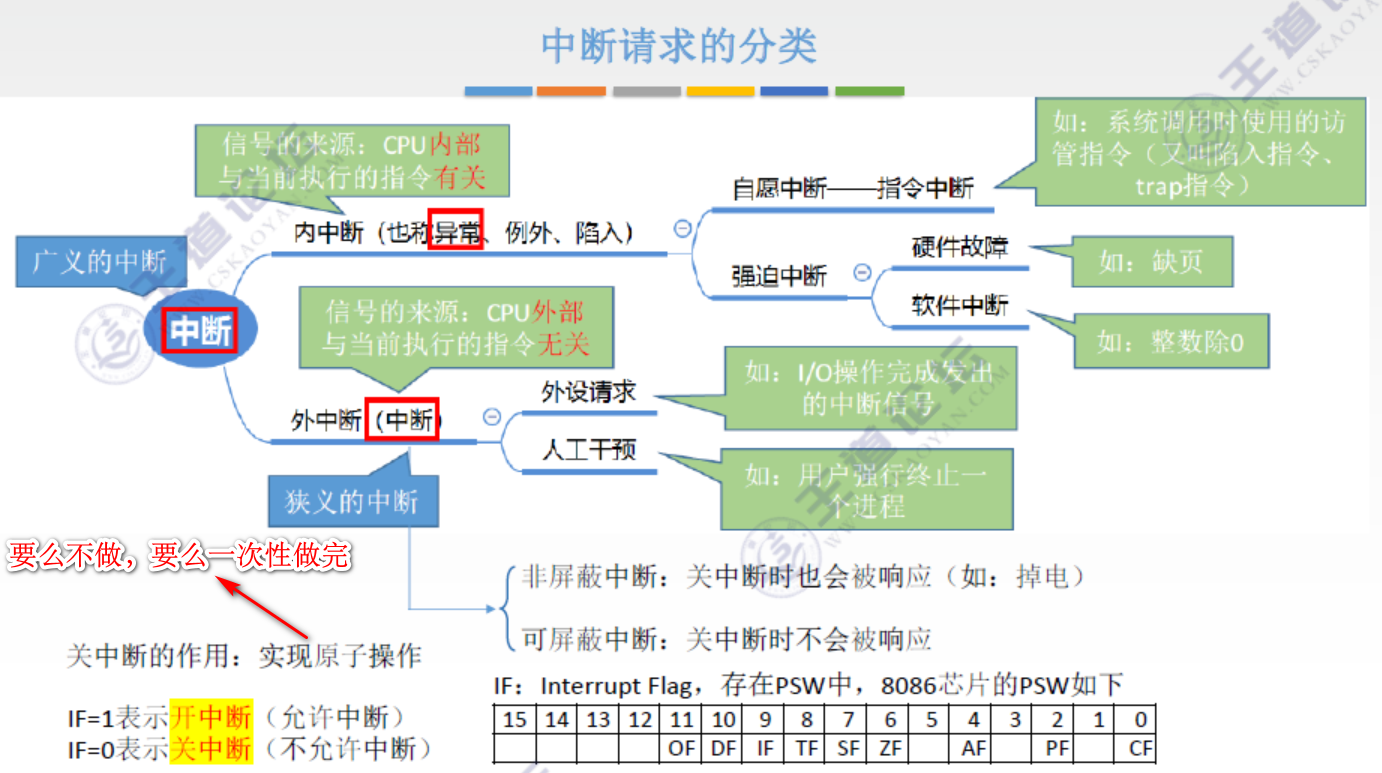 中断请求的分类
信号的来源：CPU内部
与当前执行的指令有关
如：系统调用时使用的访
管指令（又叫陷入指令、
trap指令）
自愿中断——指令中断
内中断（也称异常、例外、陷入）
广义的中断
硬件故障
如：缺页
强迫中断
软件中断
如：整数除0
中断
信号的来源：CPU外部
与当前执行的指令无关
如：I/O操作完成发出
的中断信号
外设请求
外中断（中断）
人工干预
如：用户强行终止一
个进程
狭义的中断
要么不做，要么一次性做完
非屏蔽中断：关中断时也会被响应（如：掉电）
可屏蔽中断：关中断时不会被响应
关中断的作用：实现原子操作
IF：Interrupt Flag，存在PSW中，8086芯片的PSW如下
IF=1表示开中断（允许中断）
IF=0表示关中断（不允许中断）
15 14 13 12 11 10 9 8 7 6 5 4 3 2 1 0
OF DF IF TF SF ZF AF PF CF
王道论坛
WWW.CSKAOYAN.COM